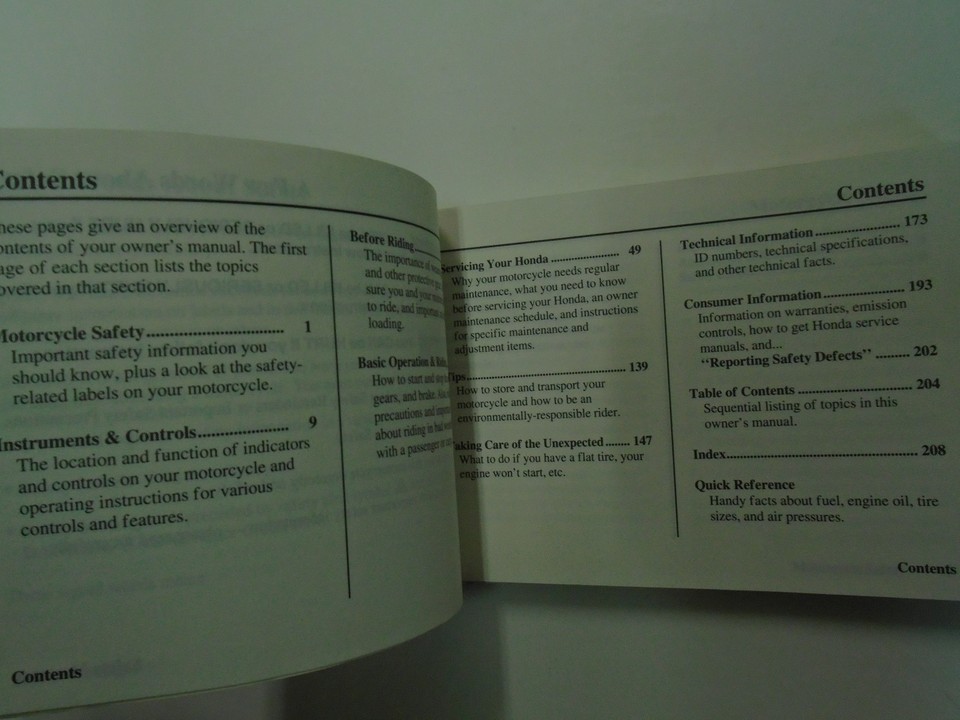 Contents
hese pages give an overview of the
ontents of your owner's manual. The first
age of each section lists the topics
overed in that section.
Motorcycle Safety................................ 1
Important safety information you
should know, plus a look at the safety-
related labels on your motorcycle.
Instruments & Controls..................... 9
The location and function of indicators
and controls on your motorcycle and
operating instructions for various
controls and features.
Contents
Before Riding
The importance of
and other protective
sure you and your
to ride, and important
loading.
Basic Operation &
How to start and
gears, and brake.
precautions and
about riding in bad
with a passenger
Servicing Your Honda ...................... 49
Why your motorcycle needs regular
maintenance, what you need to know
before servicing your Honda, an owner
maintenance schedule, and instructions
for specific maintenance and
adjustment items.
Tips.................................................... 139
How to store and transport your
motorcycle and how to be an
environmentally-responsible rider.
aking Care of the Unexpected........ 147
What to do if you have a flat tire, your
engine won't start, etc.
Contents
Technical Information ...................... 173
ID numbers, technical specifications,
and other technical facts.
Consumer Information ..................... 193
Information on warranties, emission
controls, how to get Honda service
manuals, and...
“Reporting Safety Defects” ......... 202
Table of Contents ............................. 204
Sequential listing of topics in this
owner's manual.
Index.................................................. 208
Quick Reference
Handy facts about fuel, engine oil, tire
sizes, and air pressures.
Contents